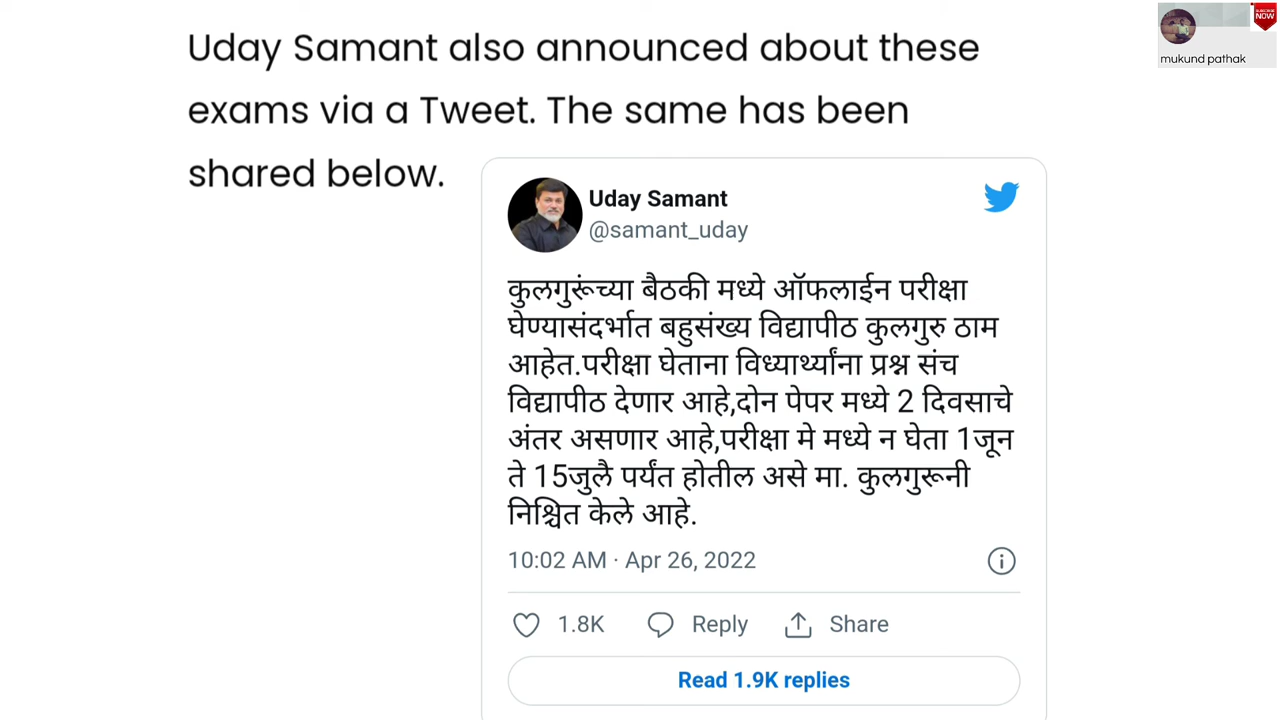 Uday Samant also announced about these
exams via a Tweet. The same has been
shared below.
SUBSCRIBE
NOW
mukund pathak
Uday Samant
@samant_uday
कुलगुरूंच्या बैठकी मध्ये ऑफलाईन परीक्षा
घेण्यासंदर्भात बहुसंख्य विद्यापीठ कुलगुरु ठाम
आहेत.परीक्षा घेताना विध्यार्थ्यांना प्रश्न संच
विद्यापीठ देणार आहे,दोन पेपर मध्ये 2 दिवसाचे
अंतर असणार आहे,परीक्षा मे मध्ये न घेता 1जून
ते 15जुलै पर्यंत होतील असे मा. कुलगुरूनी
निश्चित केले आहे.
10:02 AM · Apr 26, 2022
1.8K Reply Share
Read 1.9K replies